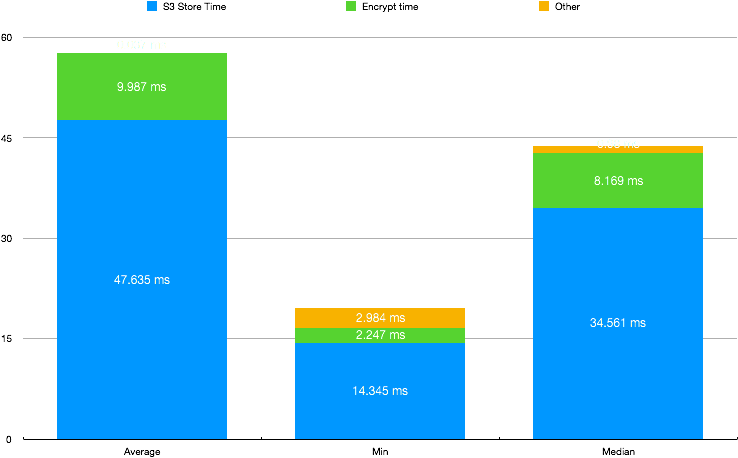 S3 Store Time Encrypt time Other
60
45
30
15
0
9.987 ms
47.635 ms
2.984 ms
2.247 ms
14.345 ms
8.169 ms
34.561 ms
Average Min Median